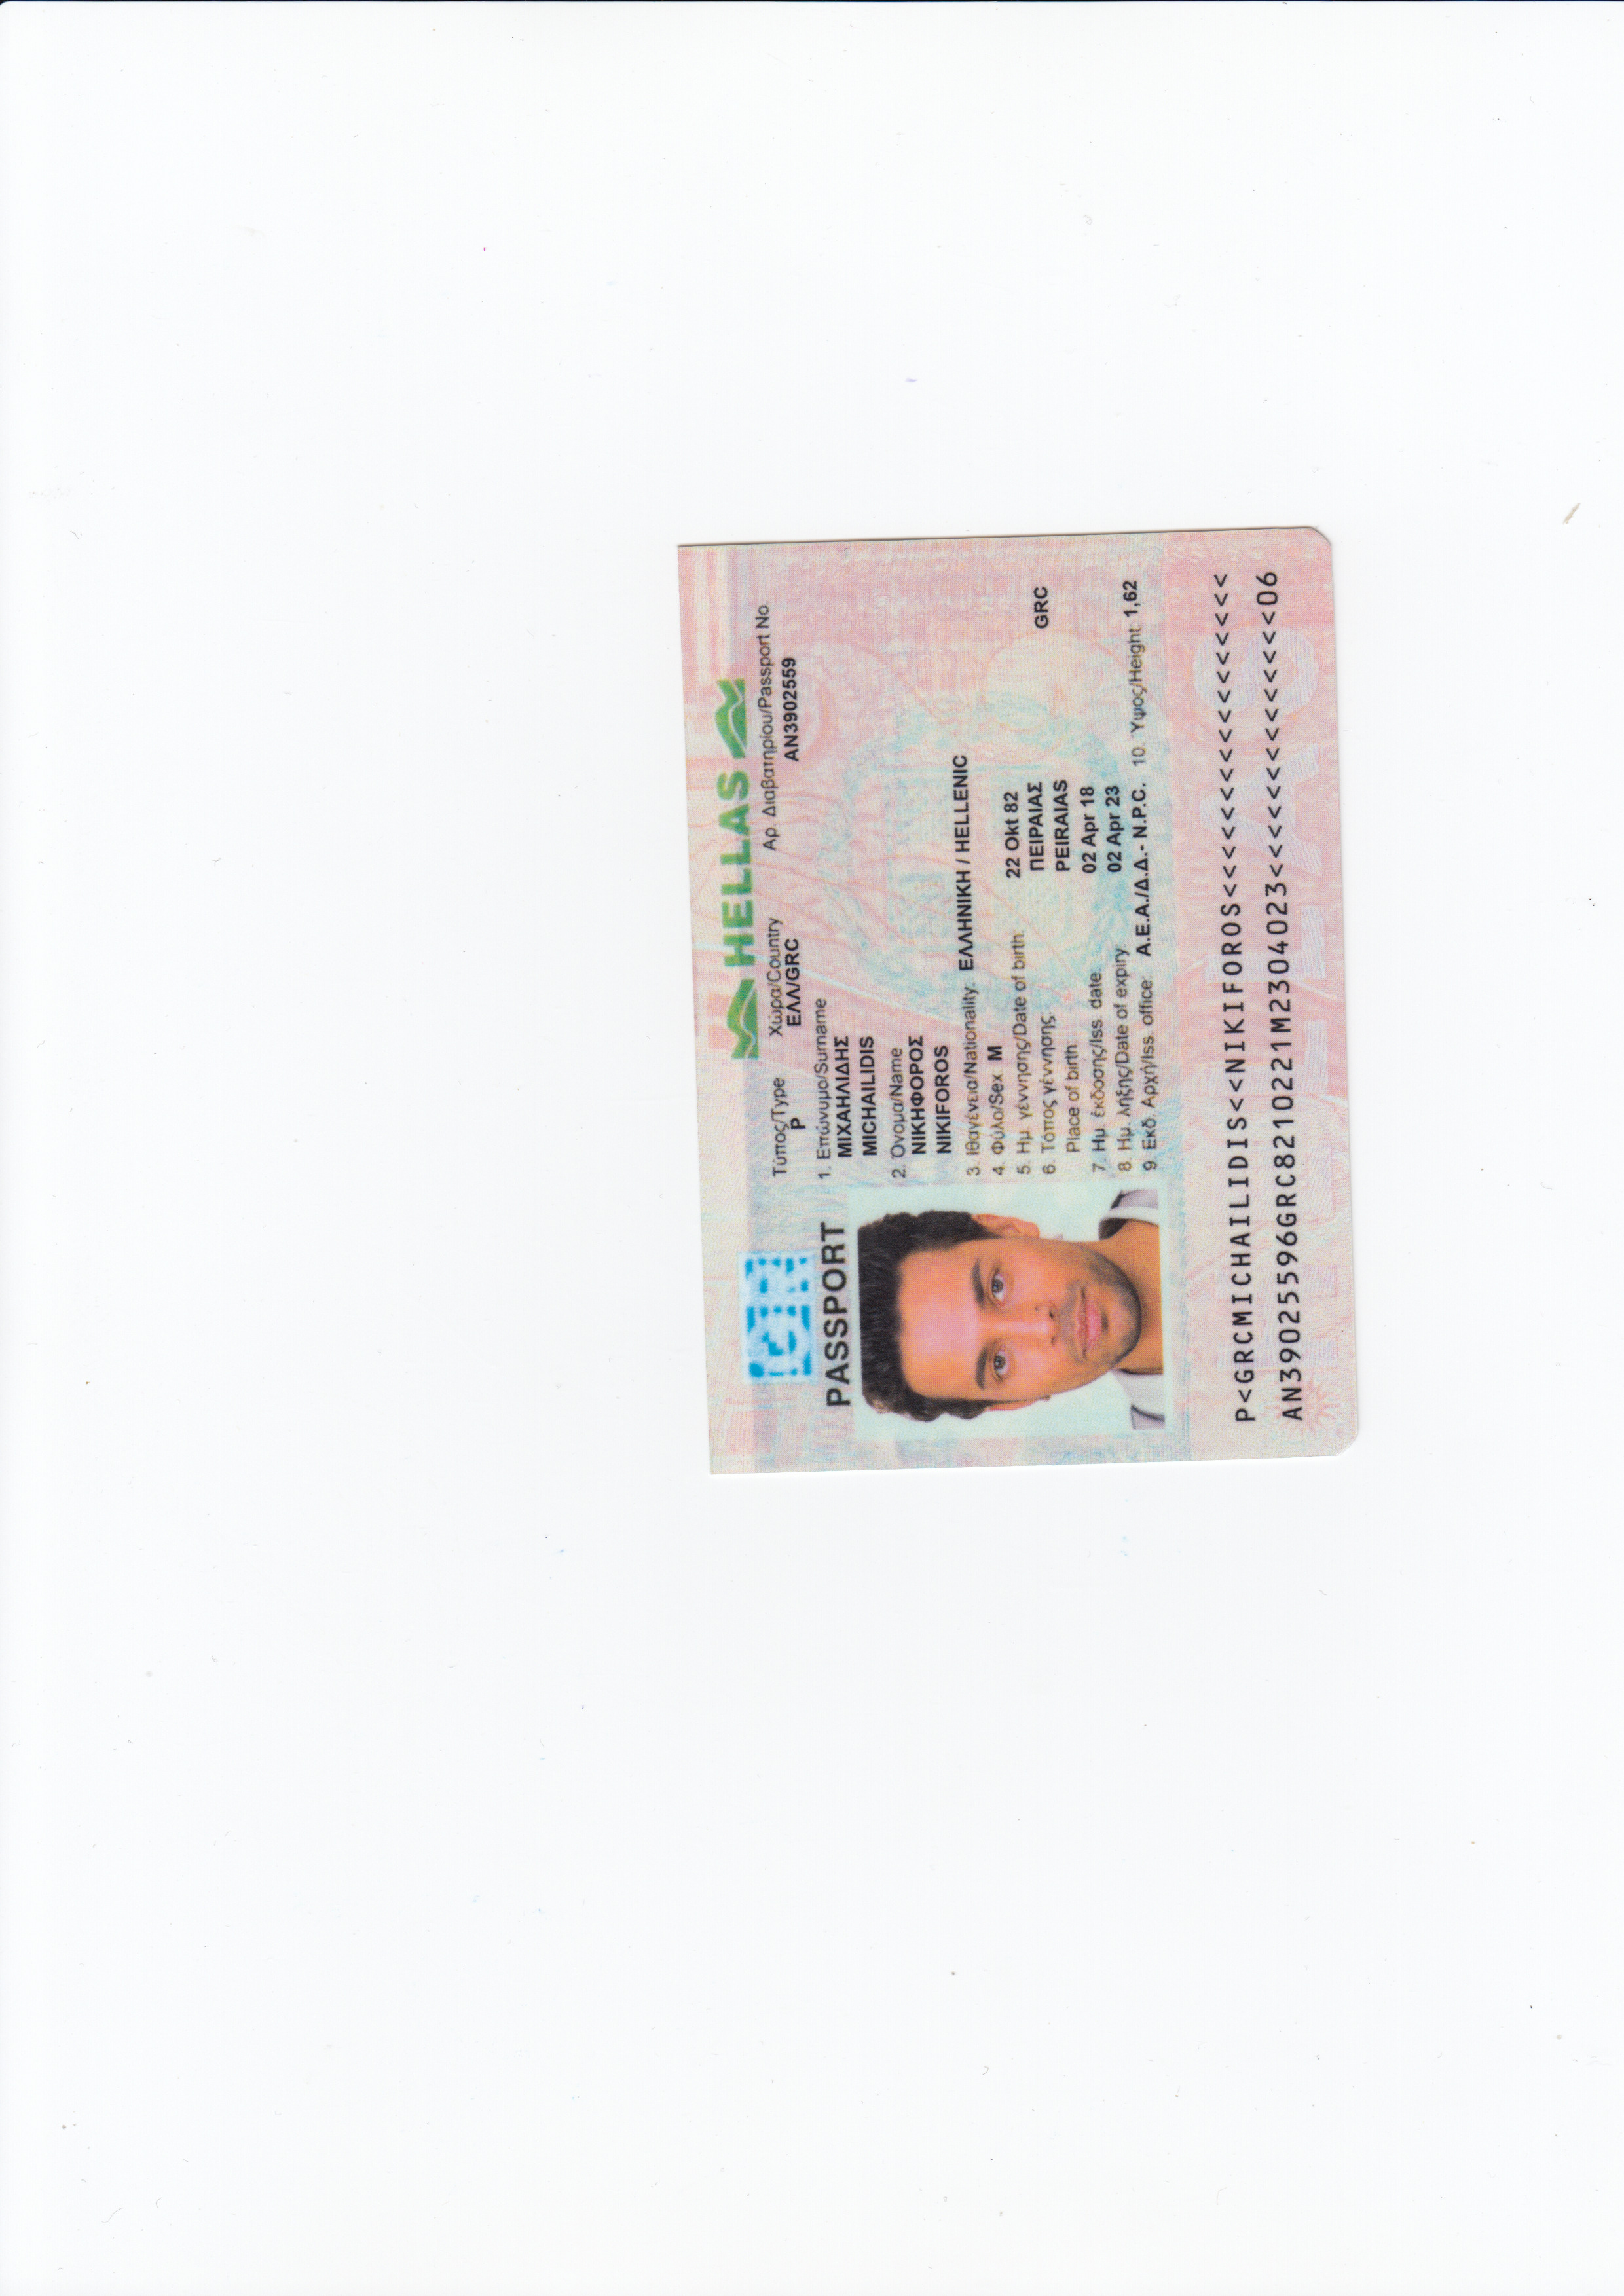 HELLAS
PASSPORT
Τύπος/Type Χώρα/Country Αρ. Διαβατηρίου/Passport No.
P ΕΛΛ/GRC AN3902559
1. Επώνυμο/Surname
ΜΙΧΑΗΛΙΔΗΣ
MICHAILIDIS
2. Όνομα/Name
ΝΙΚΗΦΟΡΟΣ
NIKIFOROS
3. Ιθαγένεια/Nationality: ΕΛΛΗΝΙΚΗ / HELLENIC
4. Φύλο/Sex M
5. Ημ. γέννησης/Date of birth: 22 Okt 82
6. Τόπος γέννησης: ΠΕΙΡΑΙΑΣ GRC
Place of birth: PEIRAIAS
7. Ημ. έκδοσης/Iss. date: 02 Apr 18
8. Ημ. λήξης/Date of expiry 02 Apr 23
9. Εκδ. Αρχή/Iss. office: Α.Ε.Α./Δ.Δ.- N.P.C. 10. Ύψος/Height: 1,62
P<GRCMICHAILIDIS<<NIKIFOROS<<<<<<<<<<<<<<<<<
AN39025596GRC8210221M2304023<<<<<<<<<<<<<<06